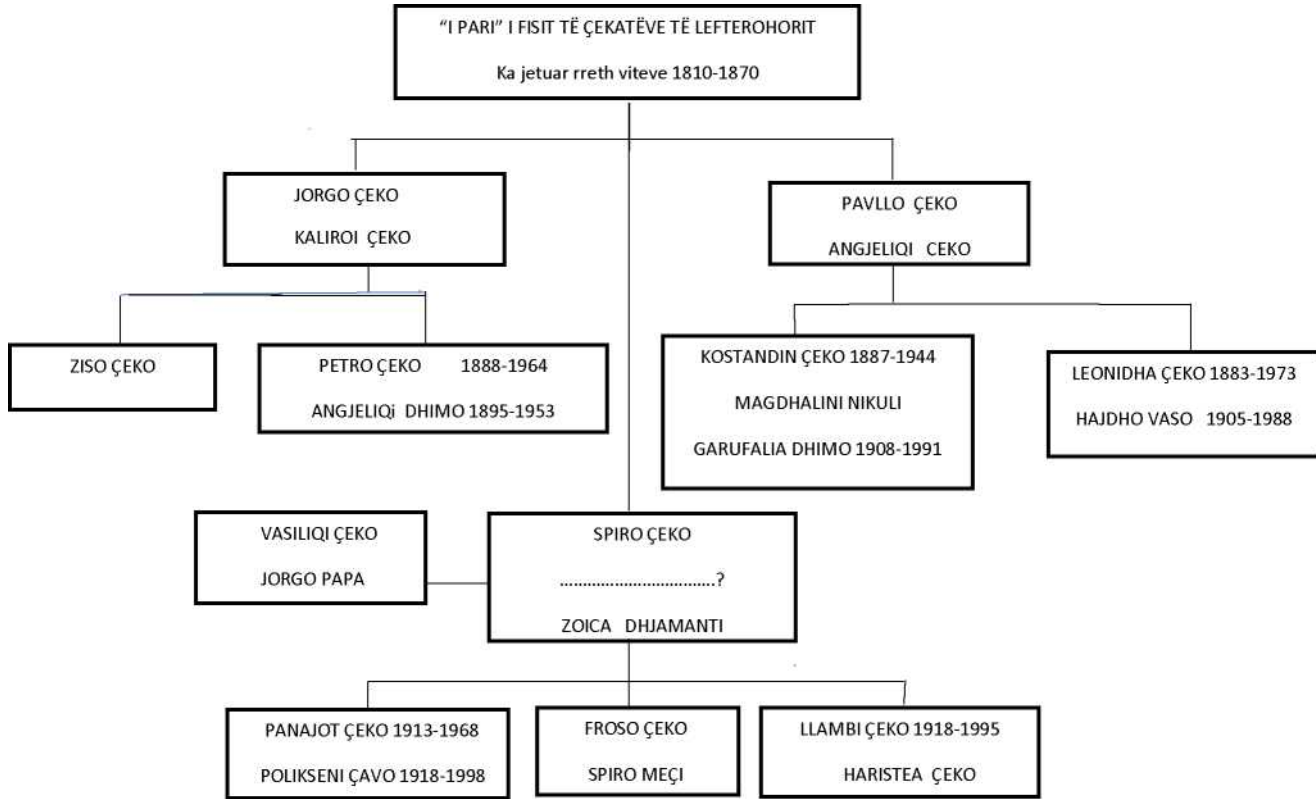 “I PARI” I FISIT TË ÇEKATËVE TË LEFTEROHORIT
Ka jetuar rreth viteve 1810-1870
JORGO ÇEKO
KALIROI ÇEKO
PAVLLO ÇEKO
ANGJELIQI CEKO
ZISO ÇEKO
PETRO ÇEKO 1888-1964
ANGJELIQi DHIMO 1895-1953
KOSTANDIN ÇEKO 1887-1944
MAGDHALINI NIKULI
GARUFALIA DHIMO 1908-1991
LEONIDHA ÇEKO 1883-1973
HAJDHO VASO 1905-1988
VASILIQI ÇEKO
JORGO PAPA
SPIRO ÇEKO
..................................?
ZOICA DHJAMANTI
PANAJOT ÇEKO 1913-1968
POLIKSENI ÇAVO 1918-1998
FROSO ÇEKO
SPIRO MEÇI
LLAMBI ÇEKO 1918-1995
HARISTEA ÇEKO